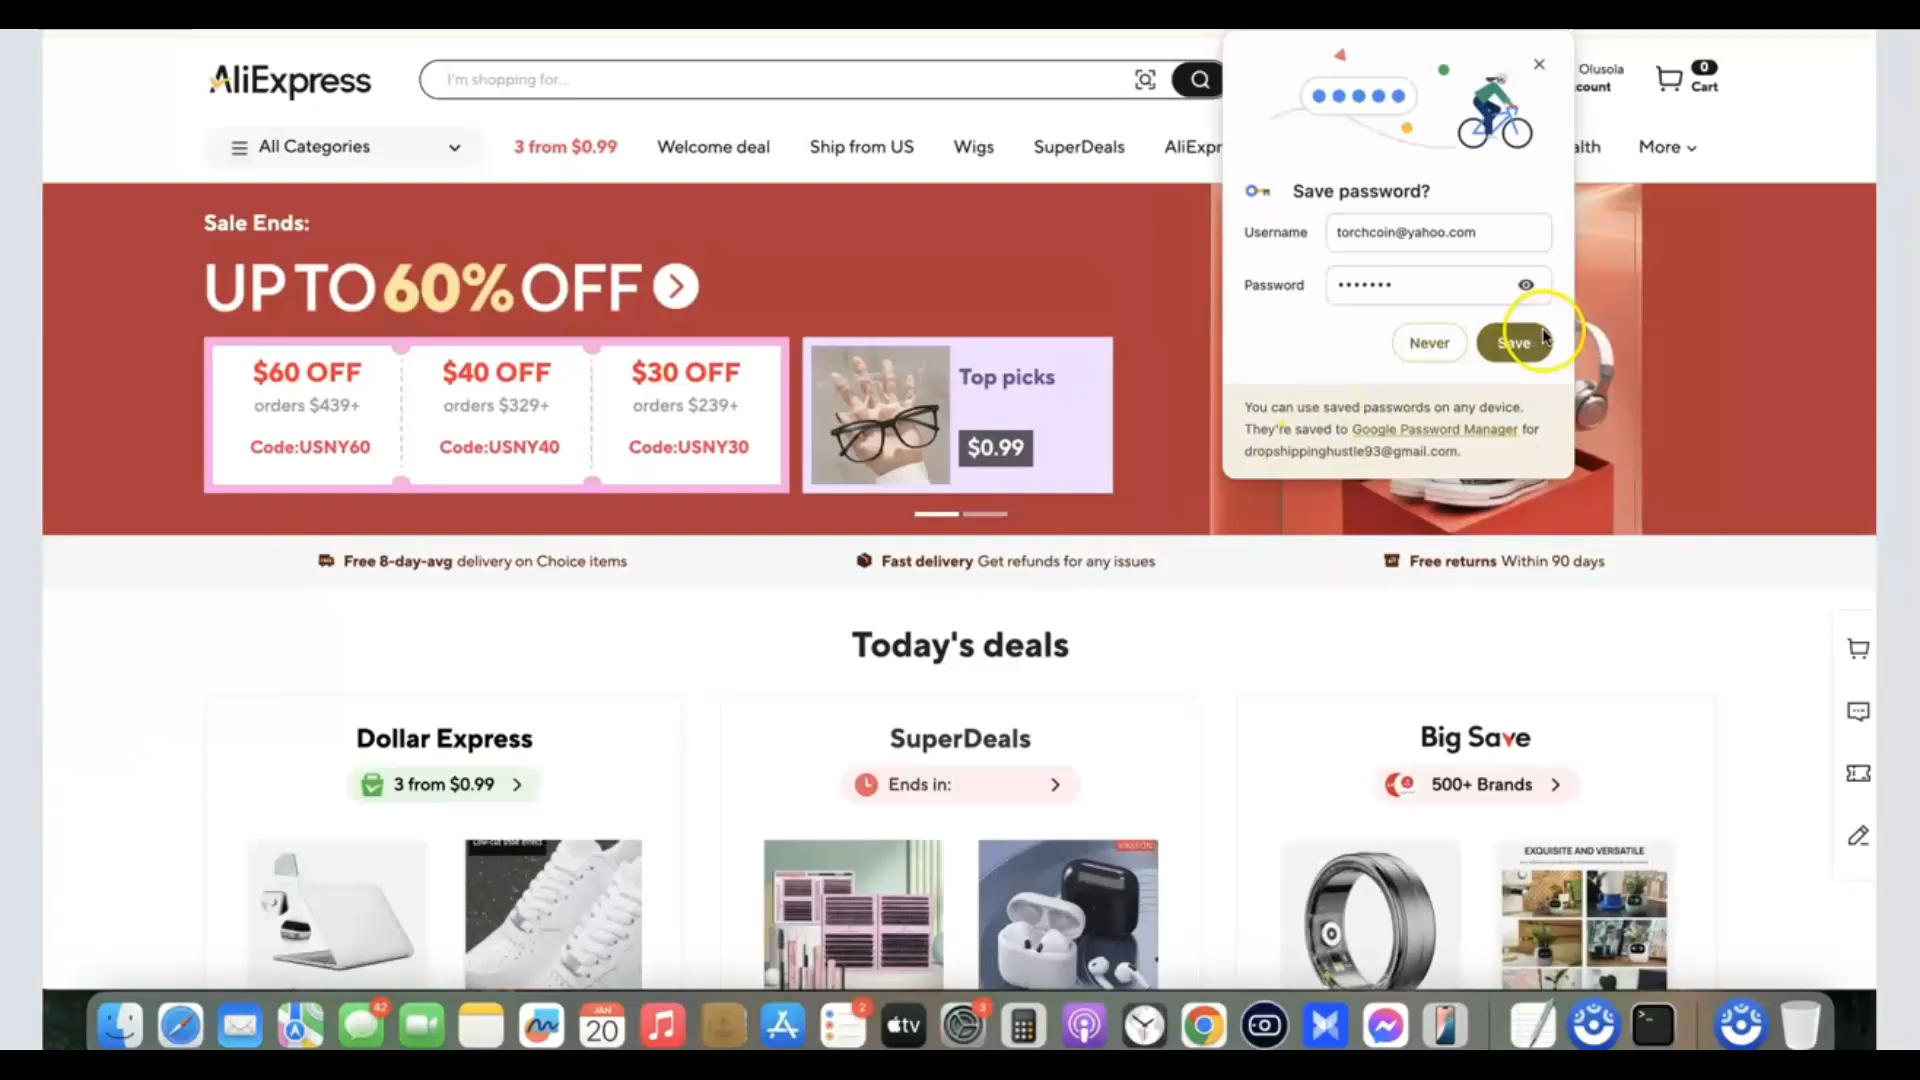 AliExpress
I'm shopping for...
Olusola
count
0
Cart
All Categories
3 from $0.99
Welcome deal
Ship from US
Wigs
SuperDeals
AliExpr
alth
More
Save password?
Username
torchcoin@yahoo.com
Password
•••••••
Never
Save
You can use saved passwords on any device.
They're saved to Google Password Manager for
dropshippinghustle93@gmail.com.
Sale Ends:
UP TO 60% OFF
$60 OFF
orders $439+
Code:USNY60
$40 OFF
orders $329+
Code:USNY40
$30 OFF
orders $239+
Code:USNY30
Top picks
$0.99
Free 8-day-avg delivery on Choice items
Fast delivery Get refunds for any issues
Free returns Within 90 days
Today's deals
Dollar Express
3 from $0.99
SuperDeals
Ends in:
Big Save
500+ Brands
EXQUISITE AND VERSATILE
42
JAN
20
2
tv
3